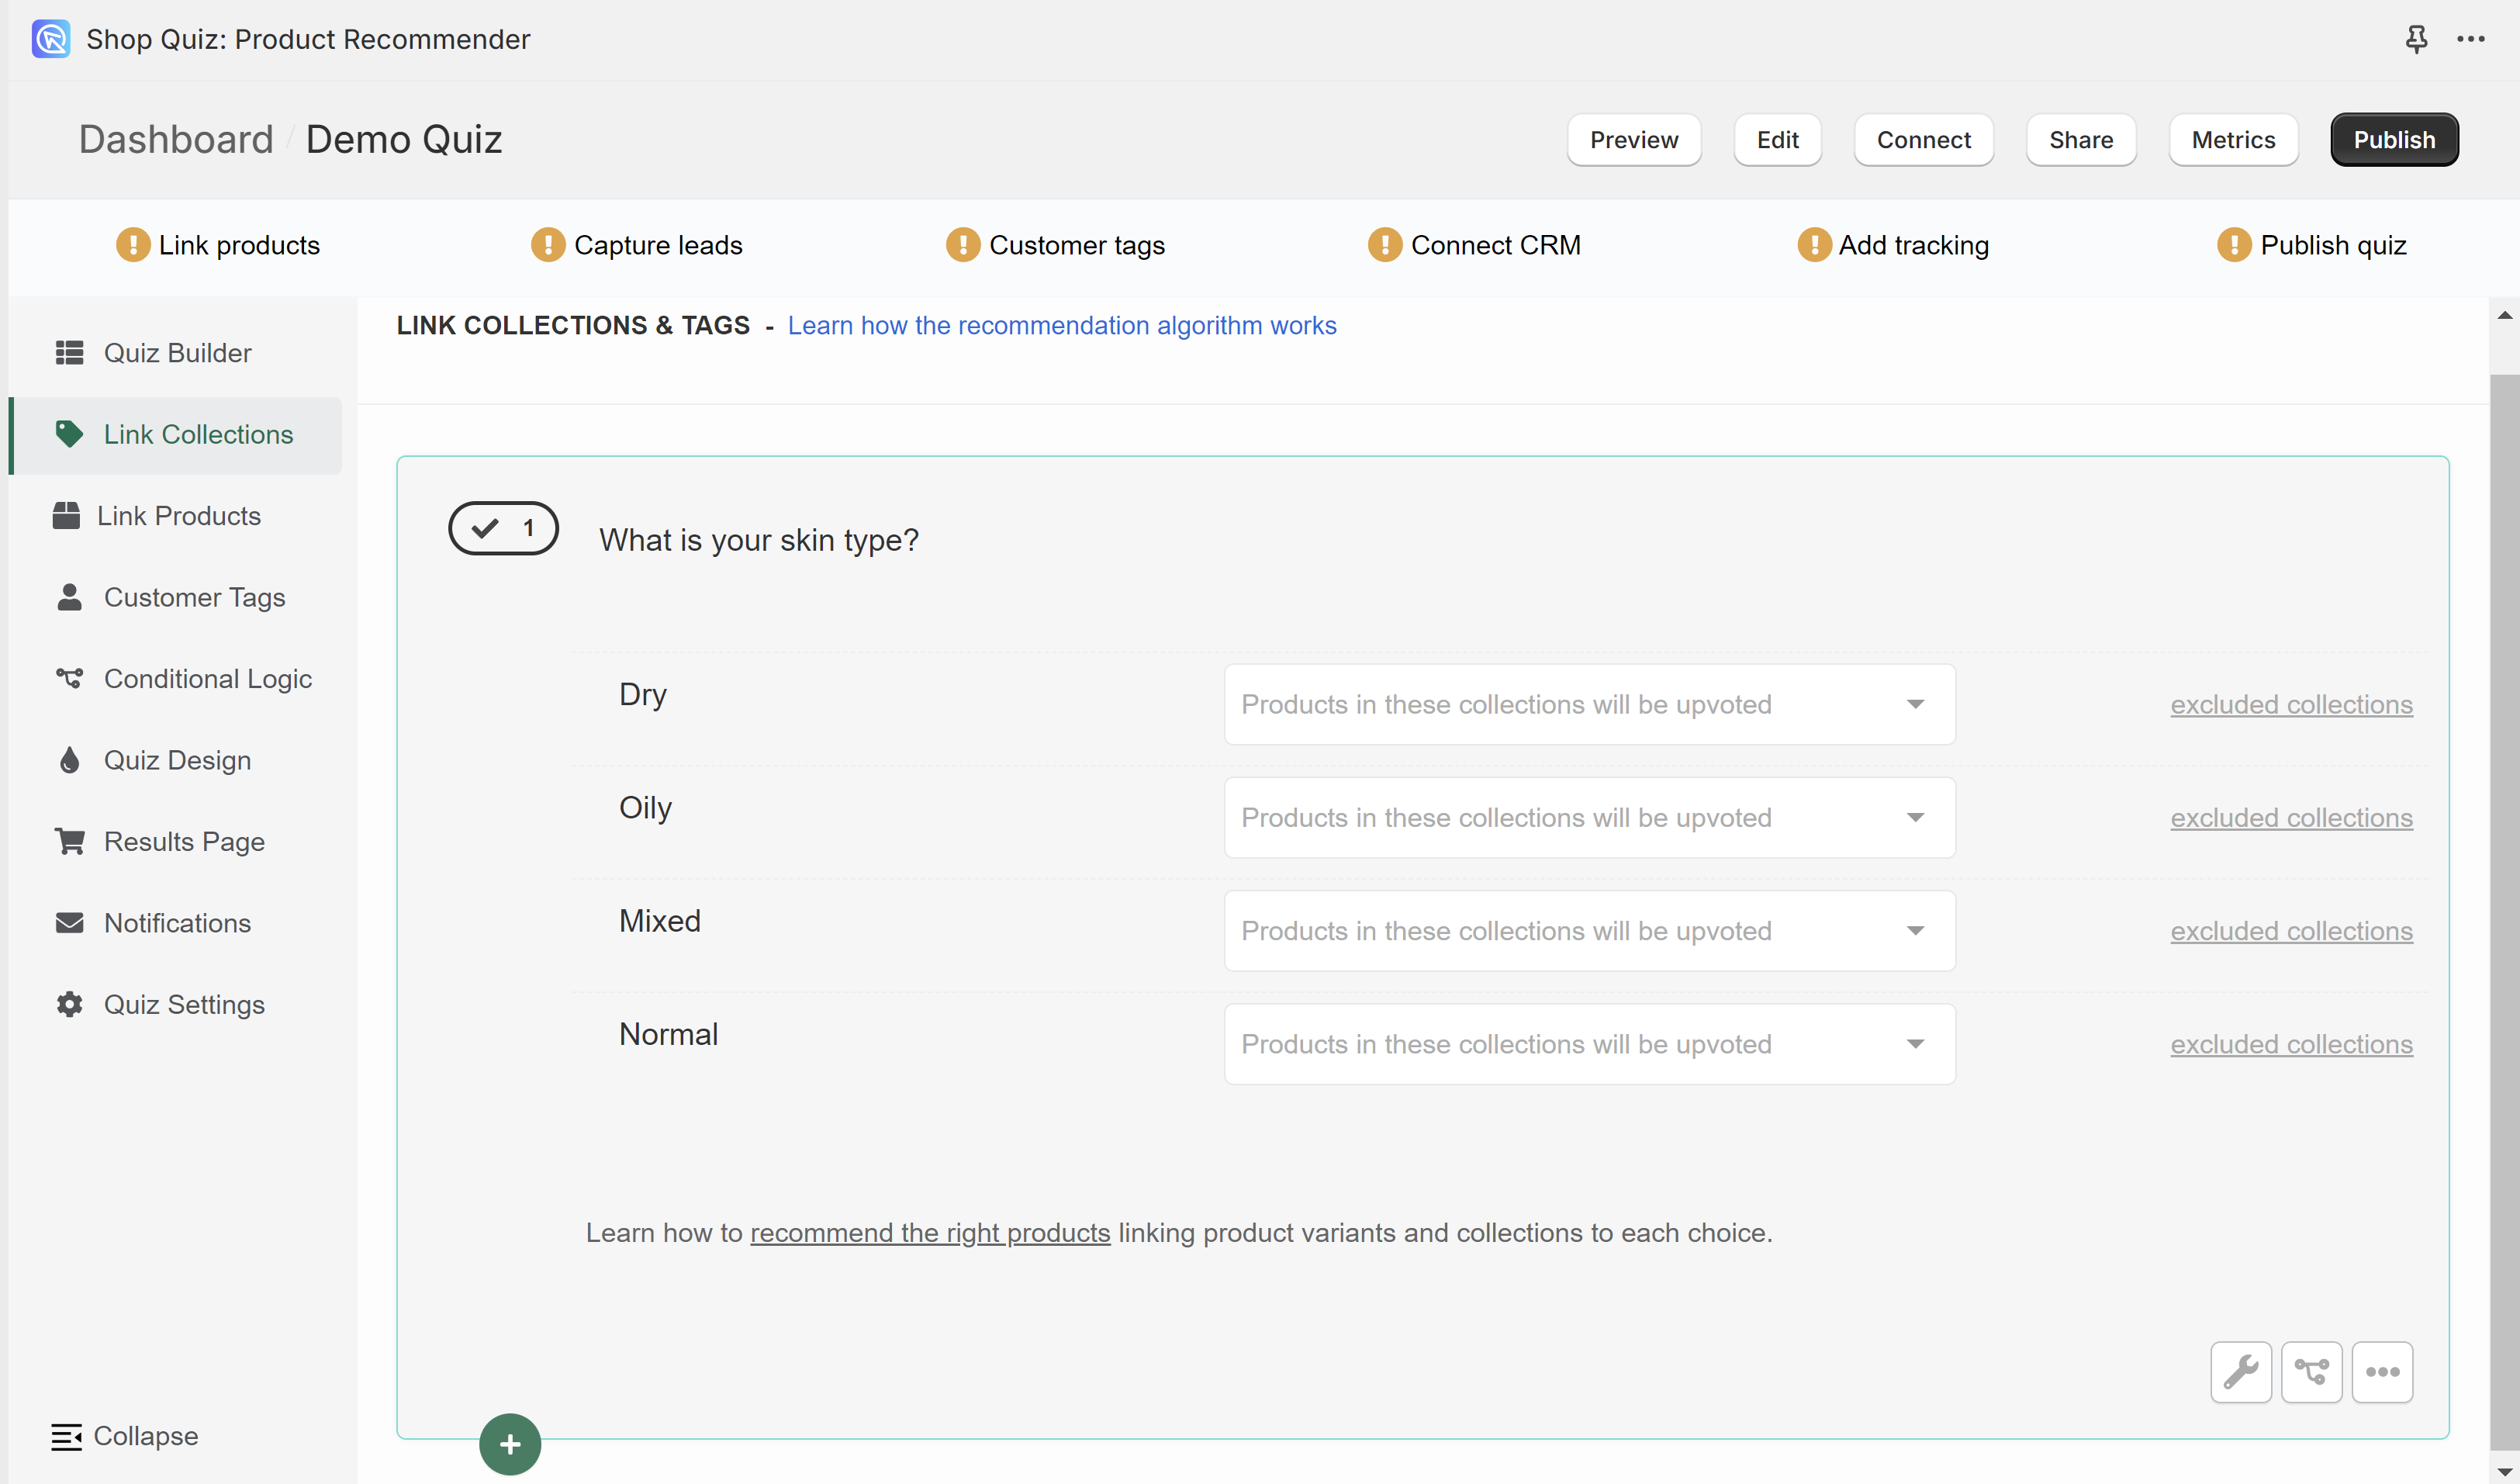 Shop Quiz: Product Recommender
Dashboard / Demo Quiz
Preview
Edit
Connect
Share
Metrics
Publish
Link products
Capture leads
Customer tags
Connect CRM
Add tracking
Publish quiz
Quiz Builder
Link Collections
Link Products
Customer Tags
Conditional Logic
Quiz Design
Results Page
Notifications
Quiz Settings
Collapse
LINK COLLECTIONS & TAGS - Learn how the recommendation algorithm works
1 What is your skin type?
Dry
Products in these collections will be upvoted
excluded collections
Oily
Products in these collections will be upvoted
excluded collections
Mixed
Products in these collections will be upvoted
excluded collections
Normal
Products in these collections will be upvoted
excluded collections
Learn how to recommend the right products linking product variants and collections to each choice.